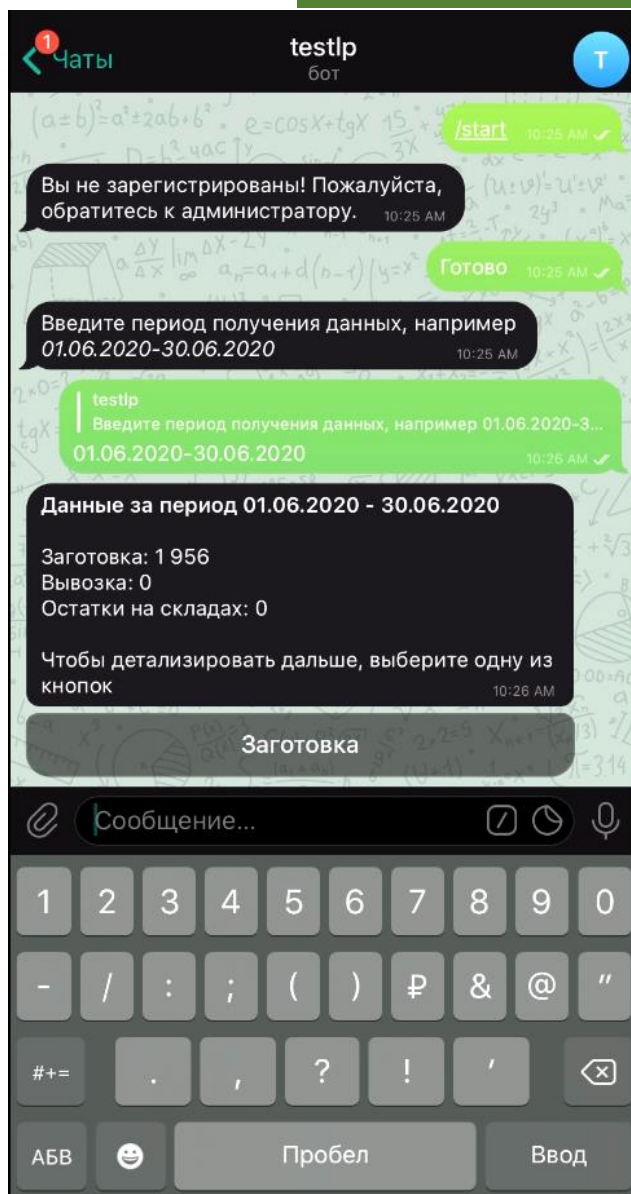 1
Чаты
testlp
бот
T
/start 10:25 AM
Вы не зарегистрированы! Пожалуйста,
обратитесь к администратору. 10:25 AM
Готово 10:25 AM
Введите период получения данных, например
01.06.2020-30.06.2020 10:25 AM
testlp
Введите период получения данных, например 01.06.2020-3...
01.06.2020-30.06.2020 10:26 AM
Данные за период 01.06.2020 - 30.06.2020
Заготовка: 1 956
Вывозка: 0
Остатки на складах: 0
Чтобы детализировать дальше, выберите одну из
кнопок 10:26 AM
Заготовка
Сообщение...
1 2 3 4 5 6 7 8 9 0
- / : ; ( ) ₽ & @ "
#+= . , ? ! '
АБВ Пробел Ввод